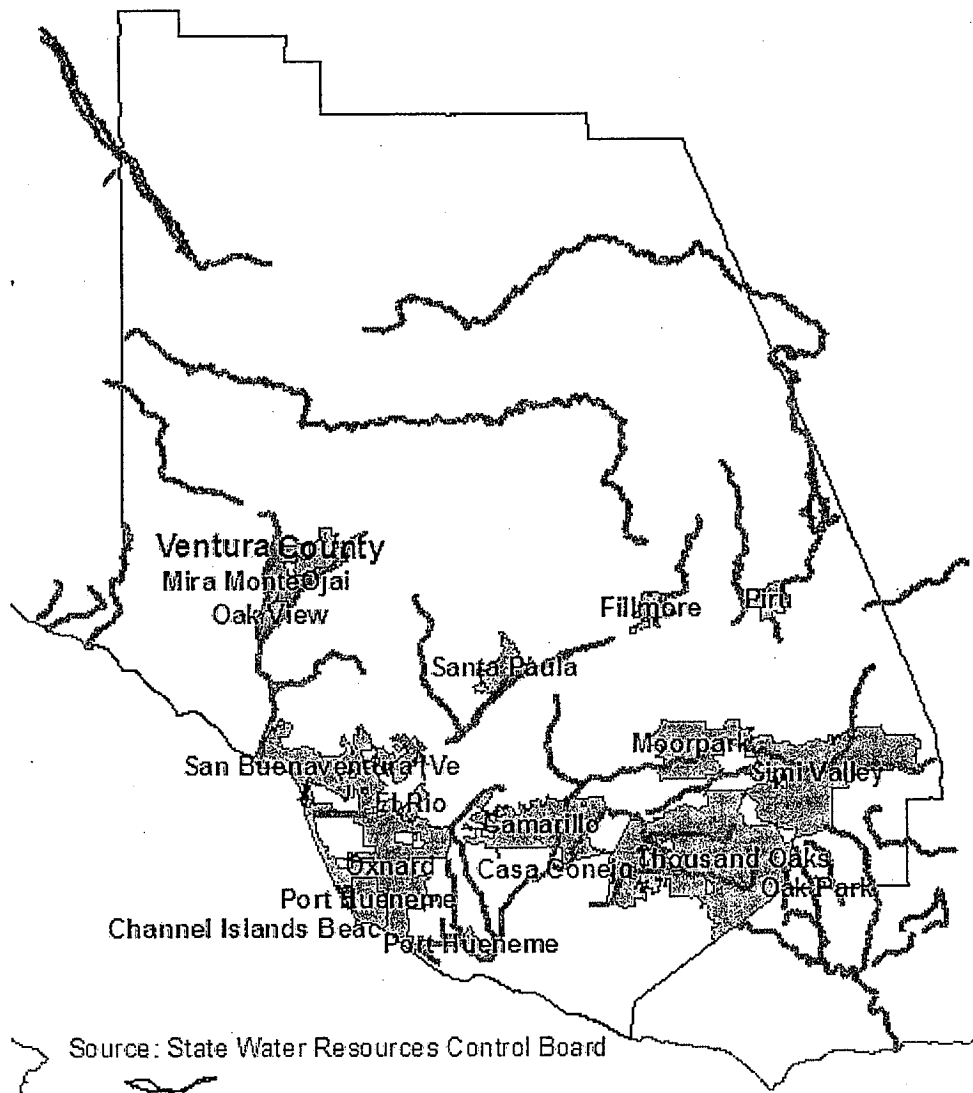 Ventura County
Mira Monte Ojai
Oak View
Fillmore
Piru
Santa Paula
Moorpark
San Buenaventura (Ve
Simi Valley
El Rio
Camarillo
Oxnard
Casa Conejo
Thousand Oaks
Oak Park
Port Hueneme
Channel Islands Beac
Port Hueneme
Source: State Water Resources Control Board